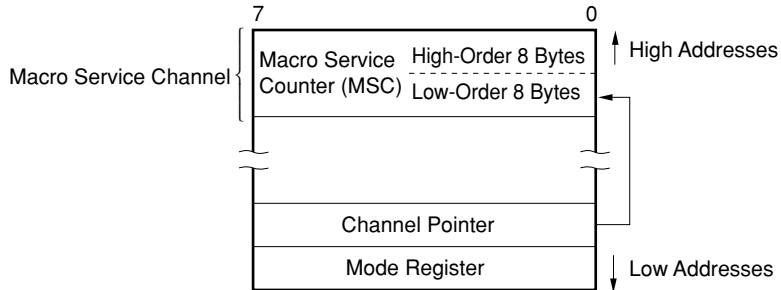 7 0
High-Order 8 Bytes
High Addresses
Macro Service
Macro Service Channel
Counter (MSC)
Low-Order 8 Bytes
Channel Pointer
Mode Register
Low Addresses